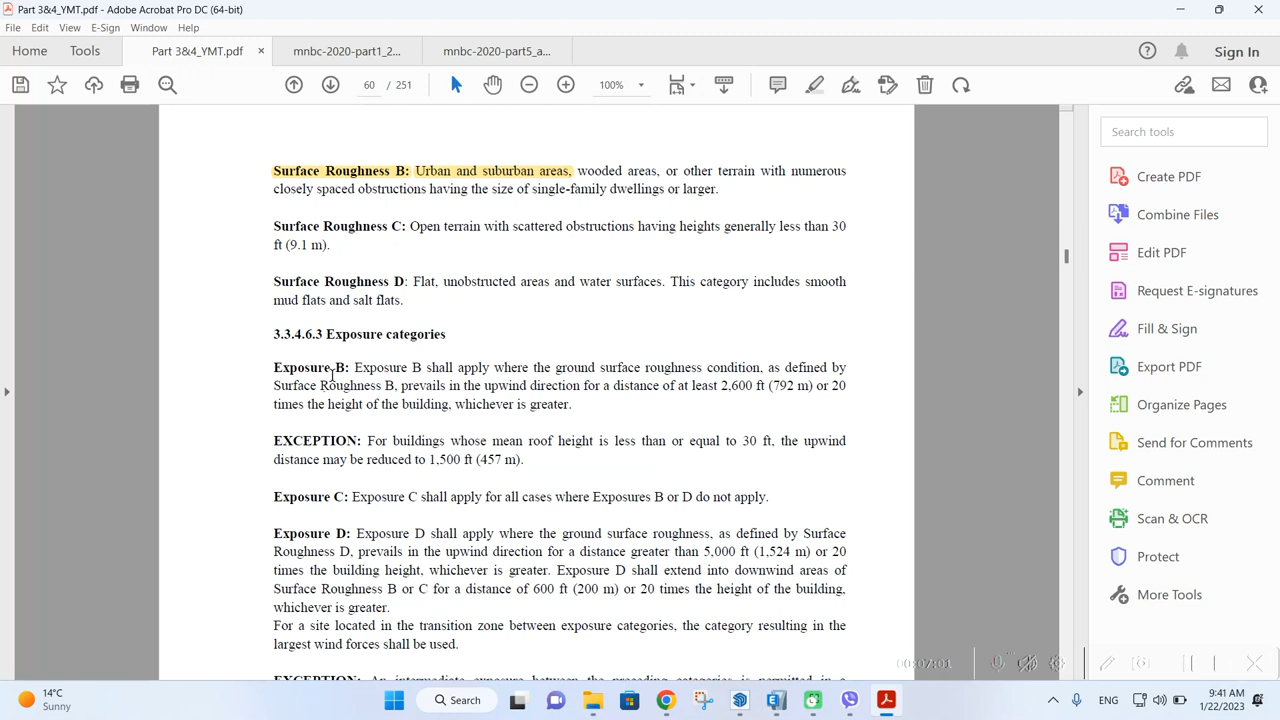 Part 3&4_YMT.pdf - Adobe Acrobat Pro DC (64-bit)
File Edit View E-Sign Window Help
Home Tools Part 3&4_YMT.pdf × mnbc-2020-part1_2... mnbc-2020-part5_a... Sign In
60 / 251 100%
Search tools
Surface Roughness B: Urban and suburban areas, wooded areas, or other terrain with numerous
closely spaced obstructions having the size of single-family dwellings or larger.
Surface Roughness C: Open terrain with scattered obstructions having heights generally less than 30
ft (9.1 m).
Surface Roughness D: Flat, unobstructed areas and water surfaces. This category includes smooth
mud flats and salt flats.
3.3.4.6.3 Exposure categories
Exposure B: Exposure B shall apply where the ground surface roughness condition, as defined by
Surface Roughness B, prevails in the upwind direction for a distance of at least 2,600 ft (792 m) or 20
times the height of the building, whichever is greater.
EXCEPTION: For buildings whose mean roof height is less than or equal to 30 ft, the upwind
distance may be reduced to 1,500 ft (457 m).
Exposure C: Exposure C shall apply for all cases where Exposures B or D do not apply.
Exposure D: Exposure D shall apply where the ground surface roughness, as defined by Surface
Roughness D, prevails in the upwind direction for a distance greater than 5,000 ft (1,524 m) or 20
times the building height, whichever is greater. Exposure D shall extend into downwind areas of
Surface Roughness B or C for a distance of 600 ft (200 m) or 20 times the height of the building,
whichever is greater.
For a site located in the transition zone between exposure categories, the category resulting in the
largest wind forces shall be used.
EXCEPTION: An intermediate exposure between the preceding categories is permitted in a
Create PDF
Combine Files
Edit PDF
Request E-signatures
Fill & Sign
Export PDF
Organize Pages
Send for Comments
Comment
Scan & OCR
Protect
More Tools
00:07:01
14°C
Sunny
Search
ENG
9:41 AM
1/22/2023